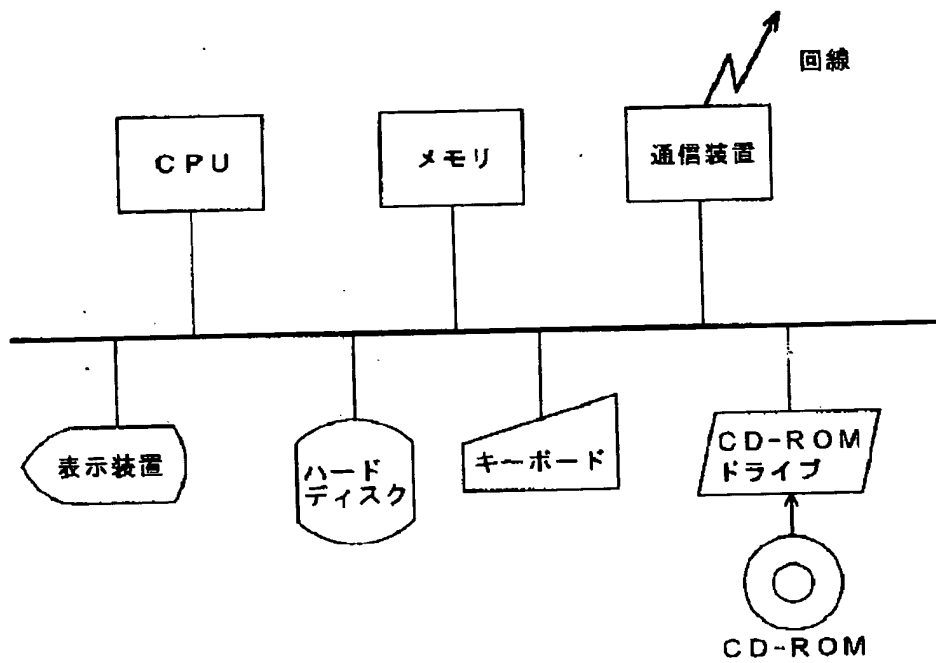 回線
CPU
メモリ
通信装置
表示装置
ハード
ディスク
キーボード
CD-ROM
ドライブ
CD-ROM